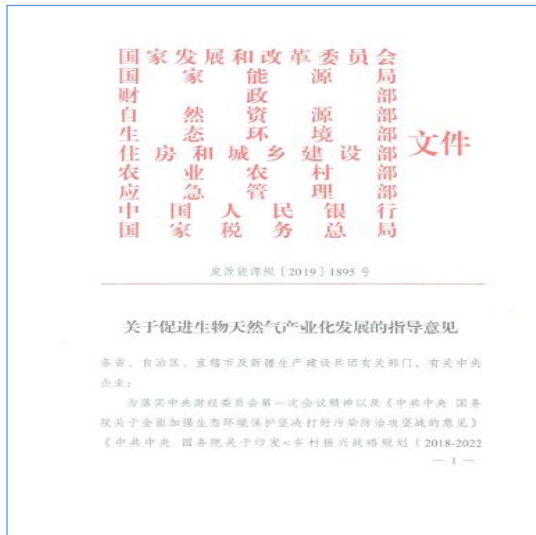 国家发展和改革委员会
国家能源局
财政部
自然资源部
生态环境部
住房和城乡建设部
农业农村部
应急管理部
中国人民银行
国家税务总局
文件
发改能源规〔2019〕1895号
关于促进生物天然气产业化发展的指导意见
各省、自治区、直辖市及新疆生产建设兵团有关部门，有关中央
企业：
为落实中央财经委员会第一次会议精神以及《中共中央 国务
院关于全面加强生态环境保护坚决打好污染防治攻坚战的意见》
《中共中央 国务院关于印发<乡村振兴战略规划（2018-2022
— 1 —